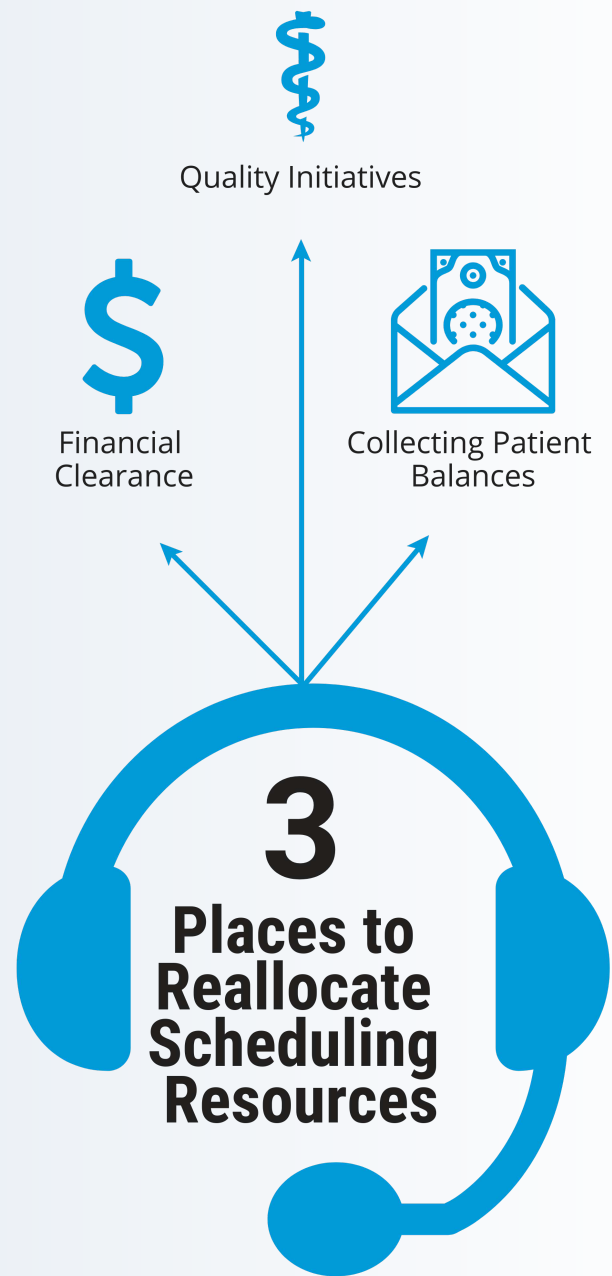 Quality Initiatives
Financial
Clearance
Collecting Patient
Balances
3
Places to
Reallocate
Scheduling
Resources